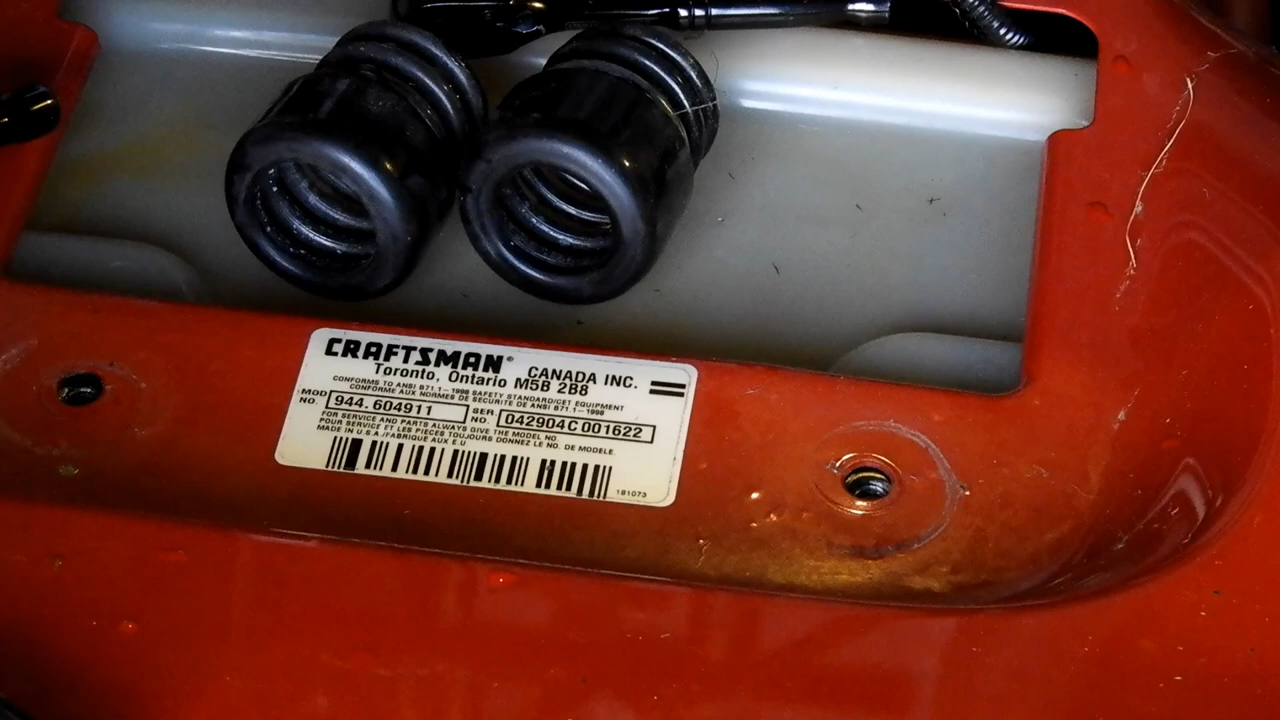 CRAFTSMAN® CANADA INC.
Toronto, Ontario M5B 2B8
CONFORMS TO ANSI B71.1-1998 SAFETY STANDARD/CET EQUIPMENT
CONFORME AUX NORMES DE SECURITE DE ANSI B71.1-1998
MOD NO. 944.604911 SER NO. 042904C001622
FOR SERVICE AND PARTS ALWAYS GIVE THE MODEL NO.
POUR SERVICE ET LES PIECES TOUJOURS DONNEZ LE NO. DE MODELE.
MADE IN U.S.A./FABRIQUE AUX E.U
181073